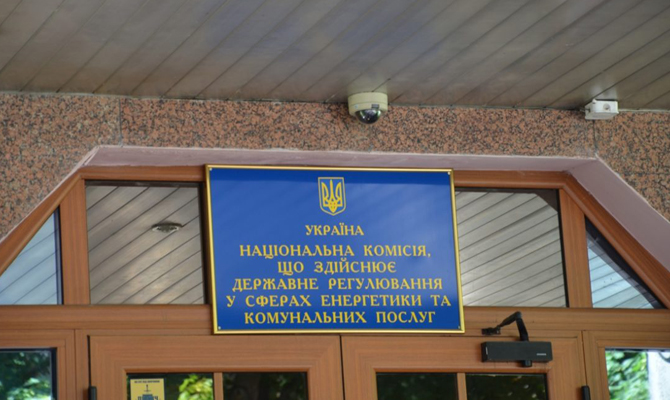 УКРАЇНА
НАЦІОНАЛЬНА КОМІСІЯ,
ЩО ЗДІЙСНЮЄ
ДЕРЖАВНЕ РЕГУЛЮВАННЯ
У СФЕРАХ ЕНЕРГЕТИКИ ТА
КОМУНАЛЬНИХ ПОСЛУГ